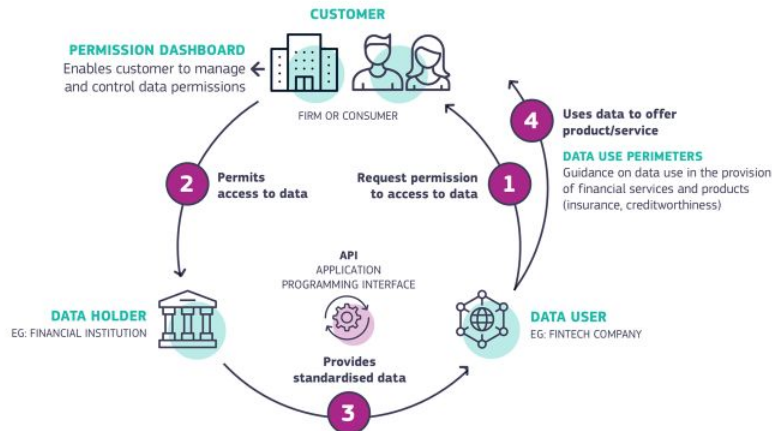 CUSTOMER
PERMISSION DASHBOARD
Enables customer to manage
and control data permissions
FIRM OR CONSUMER
4
Uses data to offer
product/service
DATA USE PERIMETERS
Guidance on data use in the provision
of financial services and products
(insurance, creditworthiness)
2
Permits
access to data
Request permission
to access to data
1
API
APPLICATION
PROGRAMMING INTERFACE
DATA HOLDER
EG: FINANCIAL INSTITUTION
DATA USER
EG: FINTECH COMPANY
Provides
standardised data
3